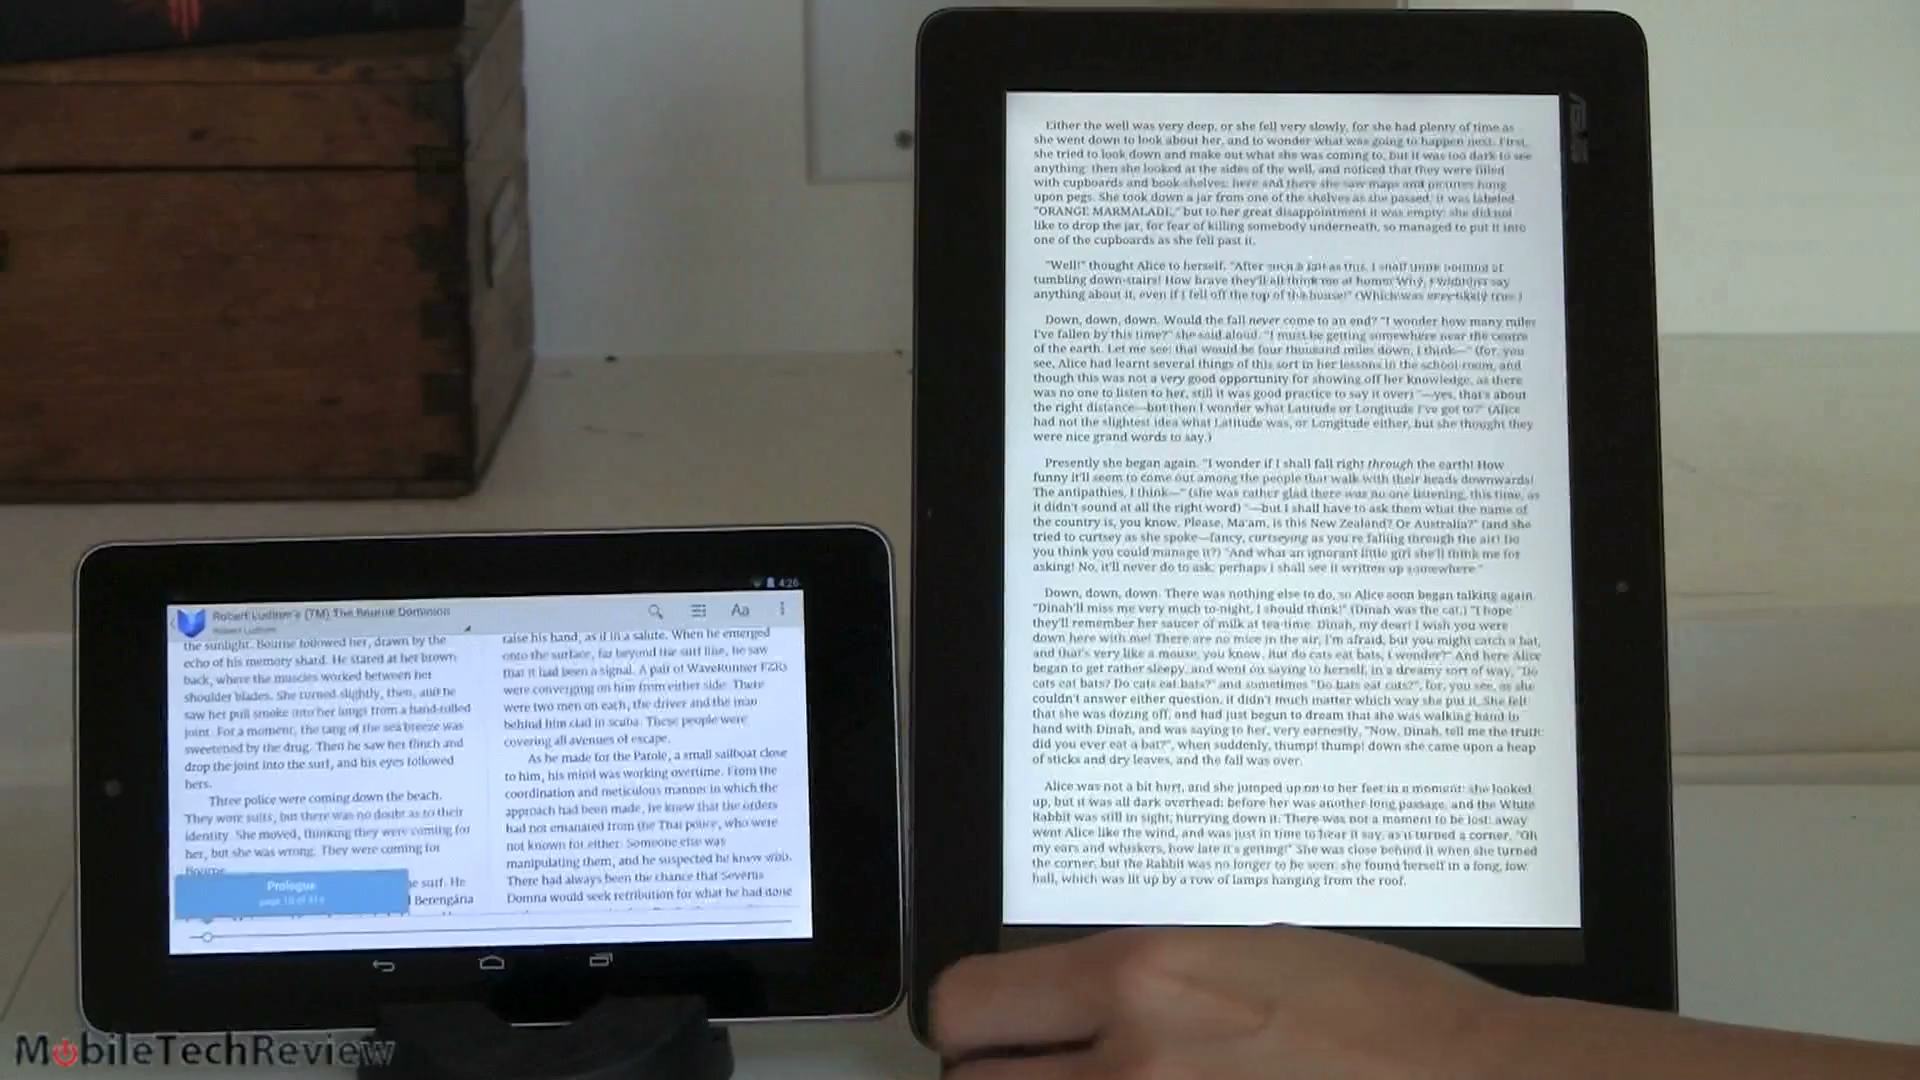 4:26
Robert Ludlum's (TM) The Bourne Dominion
Robert Ludlum
Aa
the sunlight. Bourne followed her, drawn by the
echo of his memory shard. He stared at her brown
back, where the muscles worked between her
shoulder blades. She turned slightly, then, and he
saw her pull smoke into her lungs from a hand-rolled
joint. For a moment, the tang of the sea breeze was
sweetened by the drug. Then he saw her flinch and
drop the joint into the surf, and his eyes followed
hers.
Three police were coming down the beach.
They wore suits, but there was no doubt as to their
identity. She moved, thinking they were coming for
her, but she was wrong. They were coming for
Bourne.
surf. He
Berengária
Prologue
raise his hand, as if in a salute. When he emerged
onto the surface, far beyond the surf line, he saw
that it had been a signal. A pair of WaveRunner FZRs
were converging on him from either side. There
were two men on each, the driver and the man
behind him clad in scuba. These people were
covering all avenues of escape.
As he made for the Parole, a small sailboat close
to him, his mind was working overtime. From the
coordination and meticulous manner in which the
approach had been made, he knew that the orders
had not emanated from the Thai police, who were
not known for either. Someone else was
manipulating them, and he suspected he knew who.
There had always been the chance that Severus
Domna would seek retribution for what he had done
ASUS
Either the well was very deep, or she fell very slowly, for she had plenty of time as
she went down to look about her, and to wonder what was going to happen next. First,
she tried to look down and make out what she was coming to, but it was too dark to see
anything; then she looked at the sides of the well, and noticed that they were filled
with cupboards and book-shelves: here and there she saw maps and pictures hung
upon pegs. She took down a jar from one of the shelves as she passed; it was labeled
"ORANGE MARMALADE," but to her great disappointment it was empty: she did not
like to drop the jar, for fear of killing somebody underneath, so managed to put it into
one of the cupboards as she fell past it.
"Well!" thought Alice to herself. "After such a fall as this, I shall think nothing of
tumbling down-stairs! How brave they'll all think me at home! Why, I wouldn't say
anything about it, even if I fell off the top of the house!" (Which was very likely true.)
Down, down, down. Would the fall never come to an end? "I wonder how many miles
I've fallen by this time?" she said aloud. "I must be getting somewhere near the centre
of the earth. Let me see: that would be four thousand miles down, I think—" (for, you
see, Alice had learnt several things of this sort in her lessons in the school-room, and
though this was not a very good opportunity for showing off her knowledge, as there
was no one to listen to her, still it was good practice to say it over) "—yes, that's about
the right distance—but then I wonder what Latitude or Longitude I've got to?" (Alice
had not the slightest idea what Latitude was, or Longitude either, but she thought they
were nice grand words to say.)
Presently she began again. "I wonder if I shall fall right through the earth! How
funny it'll seem to come out among the people that walk with their heads downwards!
The antipathies, I think—" (she was rather glad there was no one listening, this time, as
it didn't sound at all the right word) "—but I shall have to ask them what the name of
the country is, you know. Please, Ma'am, is this New Zealand? Or Australia?" (and she
tried to curtsey as she spoke—fancy, curtseying as you're falling through the air! Do
you think you could manage it?) "And what an ignorant little girl she'll think me for
asking! No, it'll never do to ask: perhaps I shall see it written up somewhere."
Down, down, down. There was nothing else to do, so Alice soon began talking again.
"Dinah'll miss me very much to-night, I should think!" (Dinah was the cat.) "I hope
they'll remember her saucer of milk at tea-time. Dinah, my dear! I wish you were
down here with me! There are no mice in the air, I'm afraid, but you might catch a bat,
and that's very like a mouse, you know. But do cats eat bats, I wonder?" And here Alice
began to get rather sleepy, and went on saying to herself, in a dreamy sort of way, "Do
cats eat bats? Do cats eat bats?" and sometimes "Do bats eat cats?", for, you see, as she
couldn't answer either question, it didn't much matter which way she put it. She felt
that she was dozing off, and had just begun to dream that she was walking hand in
hand with Dinah, and was saying to her, very earnestly, "Now, Dinah, tell me the truth:
did you ever eat a bat?", when suddenly, thump! thump! down she came upon a heap
of sticks and dry leaves, and the fall was over.
Alice was not a bit hurt, and she jumped up on to her feet in a moment: she looked
up, but it was all dark overhead: before her was another long passage, and the White
Rabbit was still in sight, hurrying down it. There was not a moment to be lost: away
went Alice like the wind, and was just in time to hear it say, as it turned a corner, "Oh
my ears and whiskers, how late it's getting!" She was close behind it when she turned
the corner, but the Rabbit was no longer to be seen: she found herself in a long, low
hall, which was lit up by a row of lamps hanging from the roof.
MobileTechReview